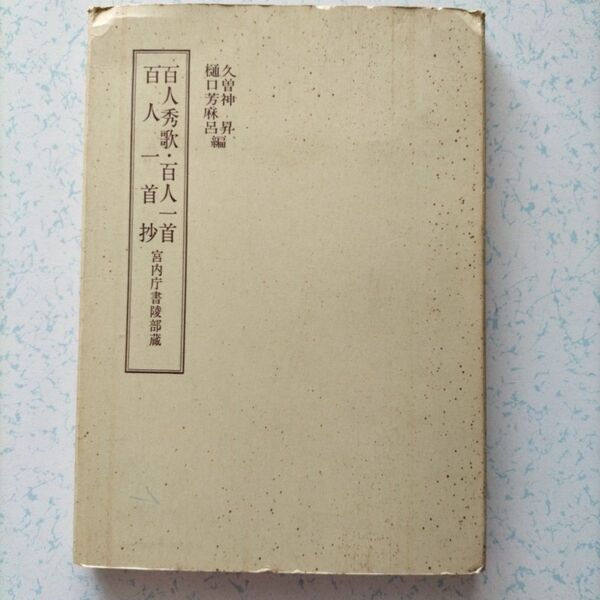 久曽神 昇
樋口芳麻呂 編
百人秀歌・百人一首
百人一首抄
宮内庁書陵部蔵